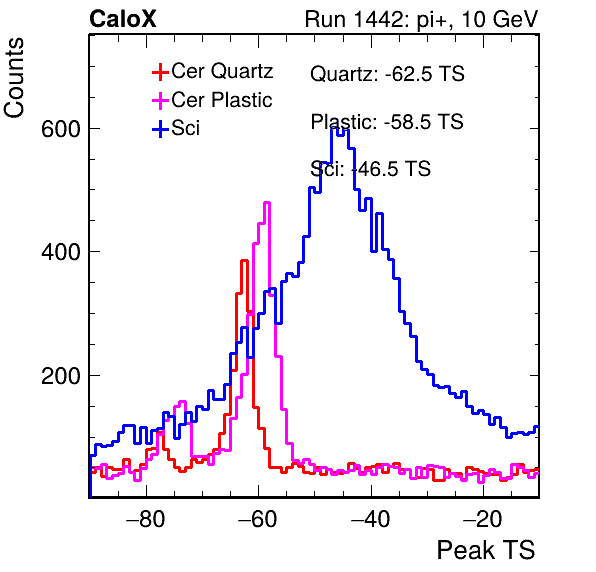 CaloX Run 1442: pi+, 10 GeV
Counts
Cer Quartz
Cer Plastic
Sci
Quartz: -62.5 TS
Plastic: -58.5 TS
Sci: -46.5 TS
600
400
200
−80 −60 −40 −20
Peak TS